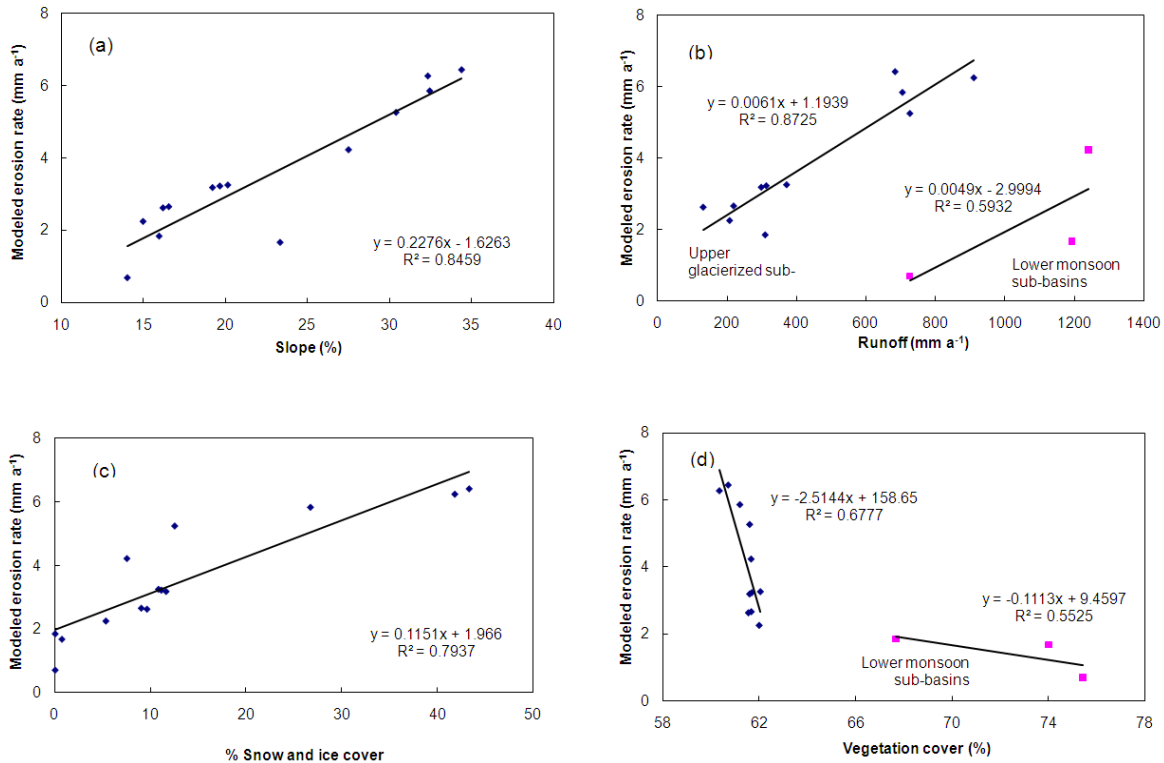 (a)
Modeled erosion rate (mm a-1)
8
6
4
2
0
y = 0.2276x - 1.6263
R² = 0.8459
10 15 20 25 30 35 40
Slope (%)
(b)
Modeled erosion rate (mm a-1)
8
6
4
2
0
y = 0.0061x + 1.1939
R² = 0.8725
y = 0.0049x - 2.9994
R² = 0.5932
Upper
glacierized sub-
Lower monsoon
sub-basins
0 200 400 600 800 1000 1200 1400
Runoff (mm a-1)
(c)
Modeled erosion rate (mm a-1)
8
6
4
2
0
y = 0.1151x + 1.966
R² = 0.7937
0 10 20 30 40 50
% Snow and ice cover
(d)
Modeled erosion rate (mm a-1)
8
6
4
2
0
y = -2.5144x + 158.65
R² = 0.6777
y = -0.1113x + 9.4597
R² = 0.5525
Lower monsoon
sub-basins
58 62 66 70 74 78
Vegetation cover (%)